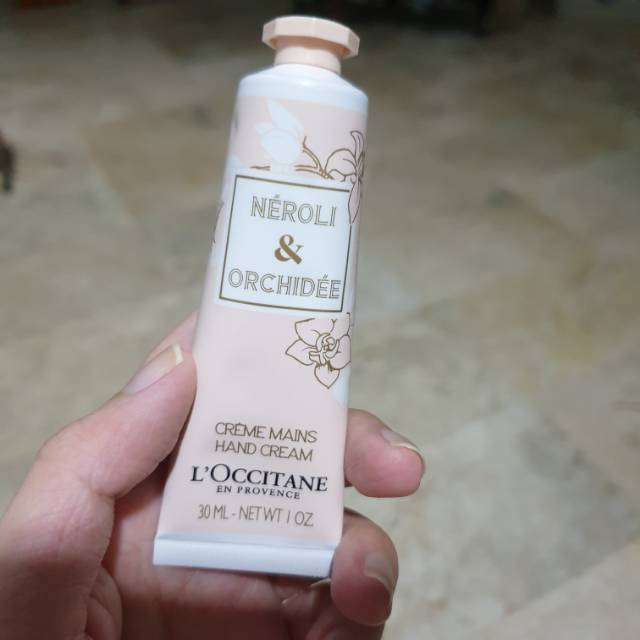 NÉROLI
&
ORCHIDÉE
CRÈME MAINS
HAND CREAM
L'OCCITANE
EN PROVENCE
30 ML - NET WT 1 OZ.